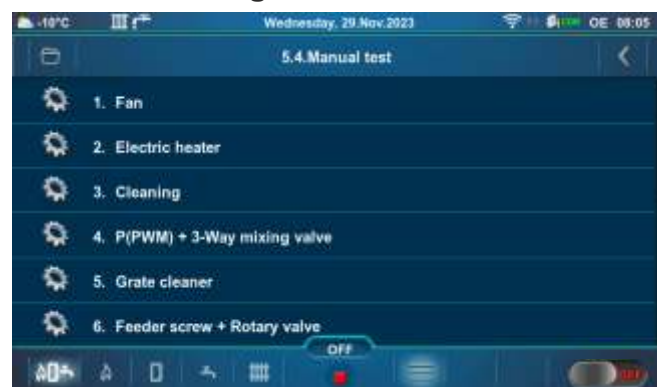 -10°C Wednesday, 29.Nov.2023 OE 08:05
5.4.Manual test
1. Fan
2. Electric heater
3. Cleaning
4. P(PWM) + 3-Way mixing valve
5. Grate cleaner
6. Feeder screw + Rotary valve
OFF
OFF